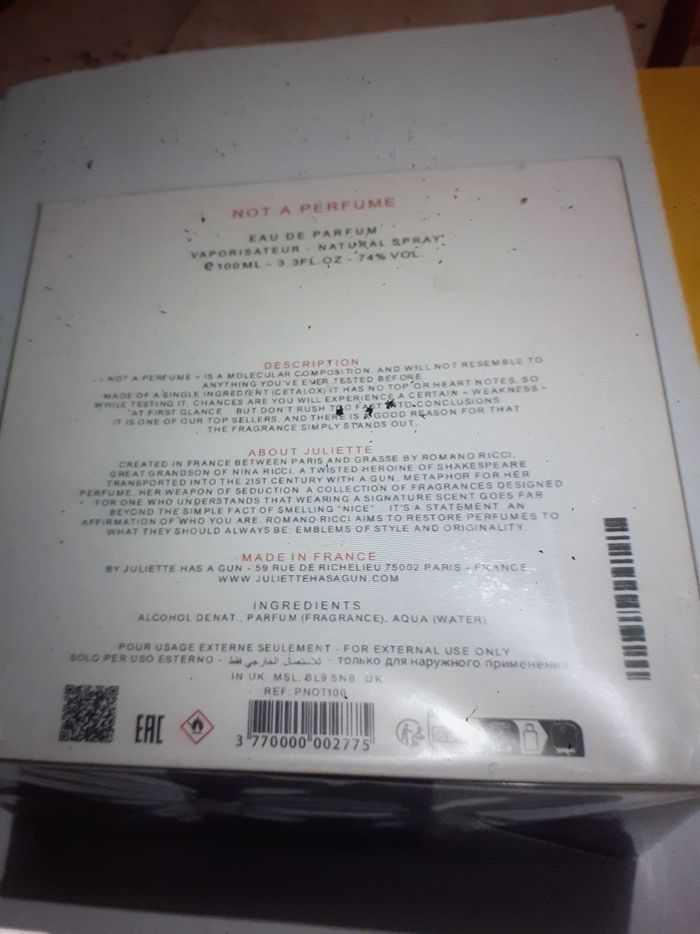 NOT A PERFUME
EAU DE PARFUM
VAPORISATEUR - NATURAL SPRAY
e 100ML - 3.3FL.OZ - 74% VOL.
DESCRIPTION
- « NOT A PERFUME » IS A MOLECULAR COMPOSITION, AND WILL NOT RESEMBLE TO
ANYTHING YOU'VE EVER TESTED BEFORE.
MADE OF A SINGLE INGREDIENT (CETALOX) IT HAS NO TOP OR HEART NOTES. SO
WHILE TESTING IT, CHANCES ARE YOU WILL EXPERIENCE A CERTAIN - WEAKNESS -
"AT FIRST GLANCE... BUT DON'T RUSH TOO FAST INTO CONCLUSIONS
IT IS ONE OF OUR TOP SELLERS, AND THERE IS A GOOD REASON FOR THAT:
THE FRAGRANCE SIMPLY STANDS OUT...
ABOUT JULIETTE
CREATED IN FRANCE BETWEEN PARIS AND GRASSE BY ROMANO RICCI,
GREAT GRANDSON OF NINA RICCI. A TWISTED HEROINE OF SHAKESPEARE
TRANSPORTED INTO THE 21ST CENTURY WITH A GUN, METAPHOR FOR HER
PERFUME, HER WEAPON OF SEDUCTION. A COLLECTION OF FRAGRANCES DESIGNED
FOR ONE WHO UNDERSTANDS THAT WEARING A SIGNATURE SCENT GOES FAR
BEYOND THE SIMPLE FACT OF SMELLING "NICE"... IT'S A STATEMENT, AN
AFFIRMATION OF WHO YOU ARE. ROMANO RICCI AIMS TO RESTORE PERFUMES TO
WHAT THEY SHOULD ALWAYS BE: EMBLEMS OF STYLE AND ORIGINALITY.
MADE IN FRANCE
BY JULIETTE HAS A GUN - 59 RUE DE RICHELIEU 75002 PARIS - FRANCE
WWW.JULIETTEHASAGUN.COM
INGREDIENTS
ALCOHOL DENAT., PARFUM (FRAGRANCE), AQUA (WATER)
POUR USAGE EXTERNE SEULEMENT - FOR EXTERNAL USE ONLY
SOLO PER USO ESTERNO - للاستعمال الخارجي فقط - только для наружного применения
IN UK: MSL, BL9 5NB, UK
REF: PNOT100
EAC
3 770000 002775